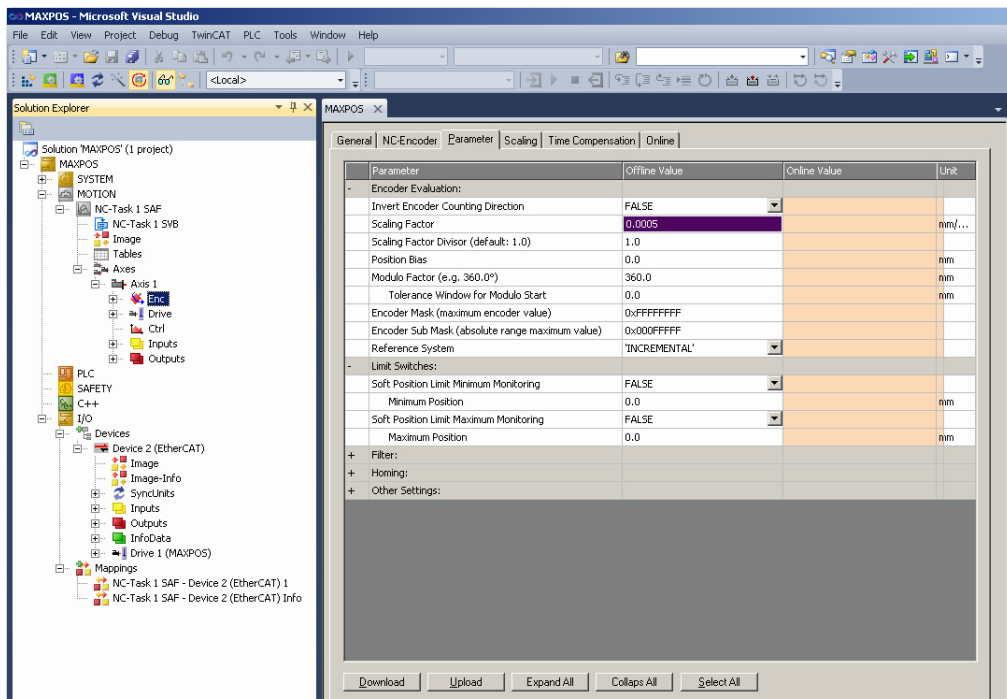 MAXPOS - Microsoft Visual Studio
File Edit View Project Debug TwinCAT PLC Tools Window Help
<Local>
Solution Explorer
MAXPOS
Solution 'MAXPOS' (1 project)
MAXPOS
SYSTEM
MOTION
NC-Task 1 SAF
NC-Task 1 SVB
Image
Tables
Axes
Axis 1
Enc
Drive
Ctrl
Inputs
Outputs
PLC
SAFETY
C++
I/O
Devices
Device 2 (EtherCAT)
Image
Image-Info
SyncUnits
Inputs
Outputs
InfoData
Drive 1 (MAXPOS)
Mappings
NC-Task 1 SAF - Device 2 (EtherCAT) 1
NC-Task 1 SAF - Device 2 (EtherCAT) Info
General NC-Encoder Parameter Scaling Time Compensation Online
Parameter Offline Value Online Value Unit
- Encoder Evaluation:
Invert Encoder Counting Direction FALSE
Scaling Factor 0.0005 mm/...
Scaling Factor Divisor (default: 1.0) 1.0
Position Bias 0.0 mm
Modulo Factor (e.g. 360.0°) 360.0 mm
Tolerance Window for Modulo Start 0.0 mm
Encoder Mask (maximum encoder value) 0xFFFFFFFF
Encoder Sub Mask (absolute range maximum value) 0x000FFFFF
Reference System 'INCREMENTAL'
- Limit Switches:
Soft Position Limit Minimum Monitoring FALSE
Minimum Position 0.0 mm
Soft Position Limit Maximum Monitoring FALSE
Maximum Position 0.0 mm
+ Filter:
+ Homing:
+ Other Settings:
Download Upload Expand All Collaps All Select All